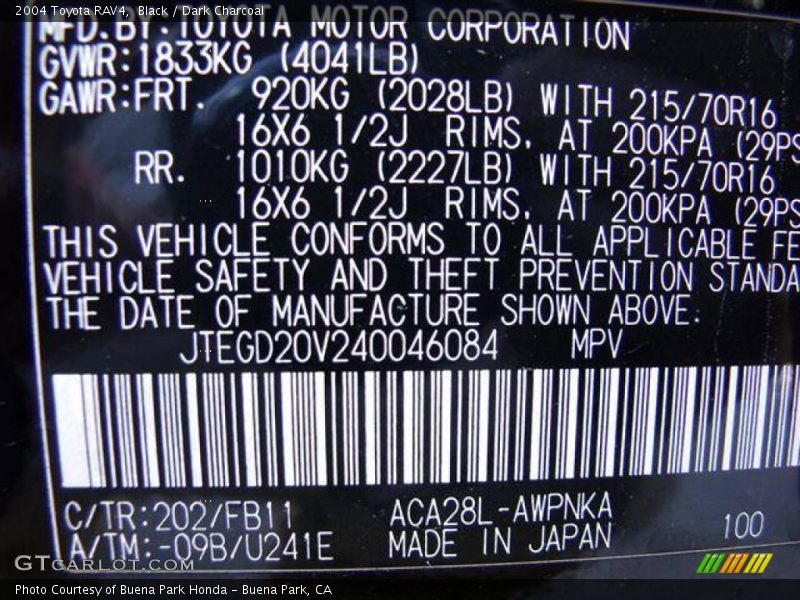 2004 Toyota RAV4, Black / Dark Charcoal
MFD.BY:TOYOTA MOTOR CORPORATION
GVWR:1833KG (4041LB)
GAWR:FRT. 920KG (2028LB) WITH 215/70R16
16X6 1/2J RIMS, AT 200KPA (29PS
RR. 1010KG (2227LB) WITH 215/70R16
16X6 1/2J RIMS, AT 200KPA (29PS
THIS VEHICLE CONFORMS TO ALL APPLICABLE FE
VEHICLE SAFETY AND THEFT PREVENTION STANDA
THE DATE OF MANUFACTURE SHOWN ABOVE.
JTEGD20V240046084 MPV
C/TR:202/FB11 ACA28L-AWPNKA
A/TM:-09B/U241E MADE IN JAPAN 100
GTcarlot.com
Photo Courtesy of Buena Park Honda - Buena Park, CA